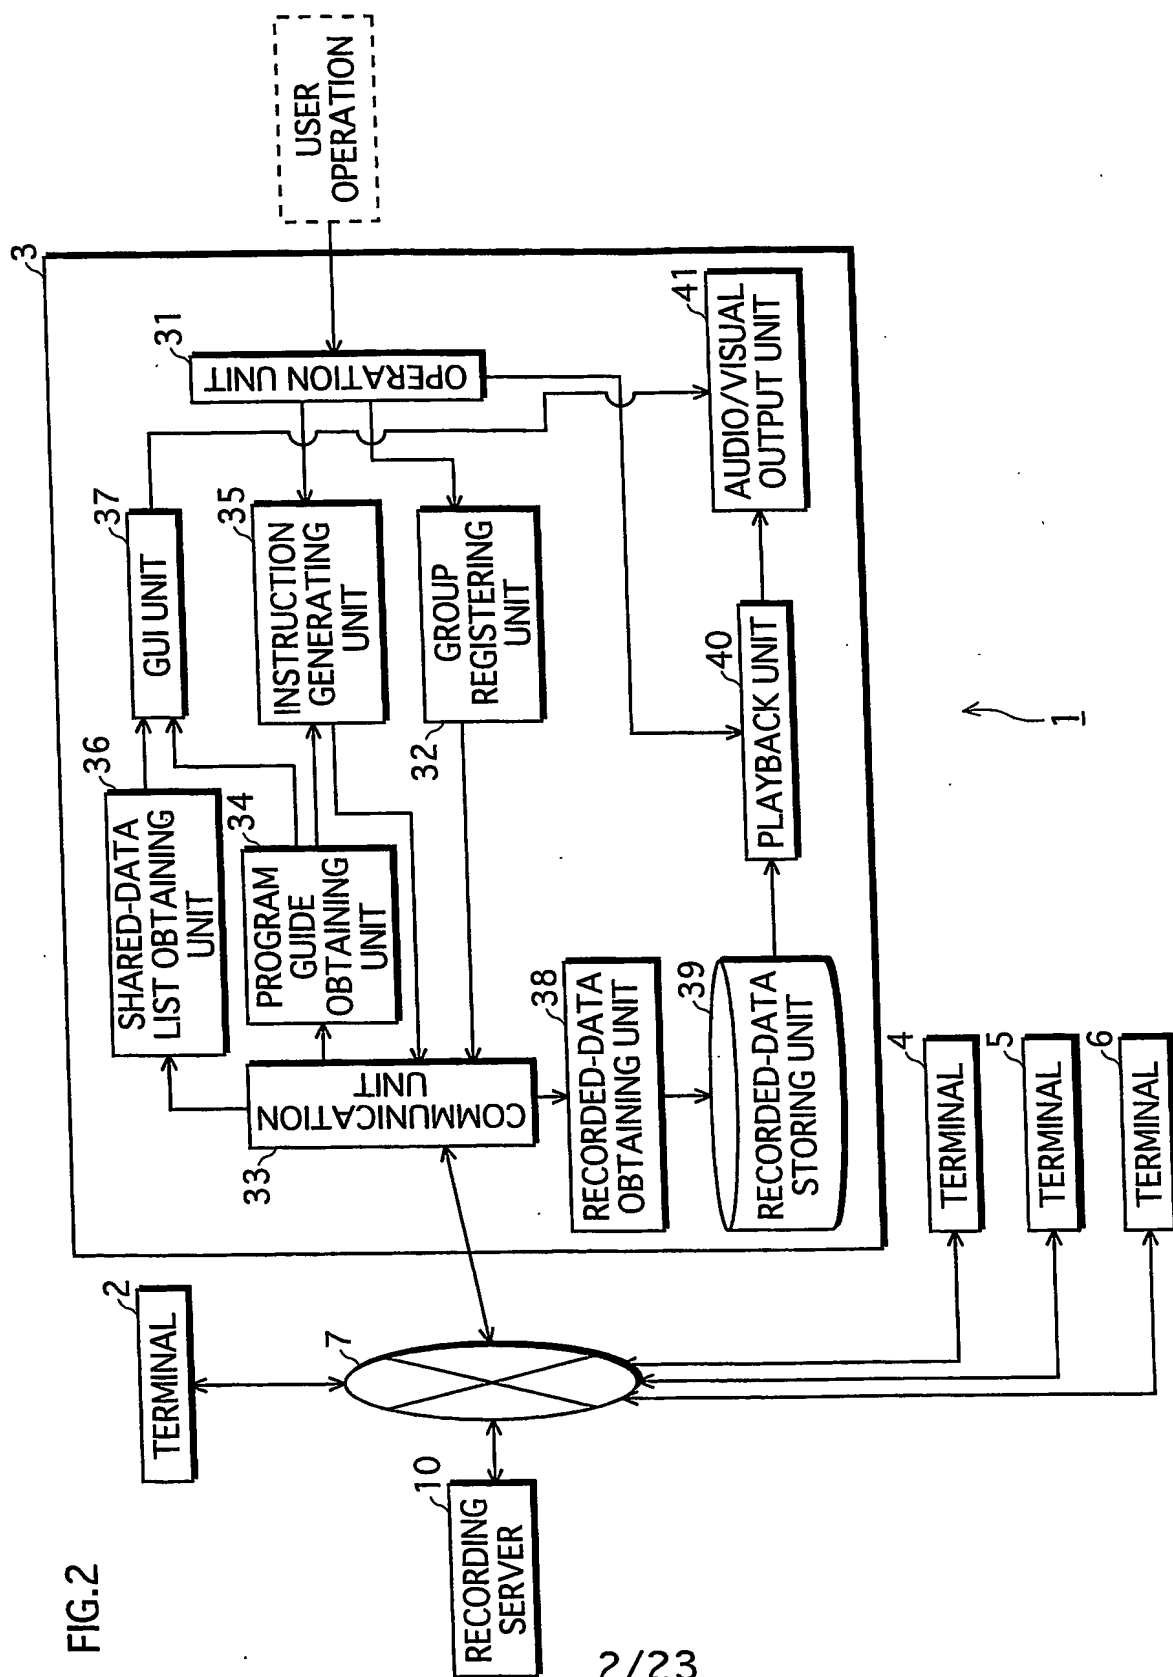 FIG.2
3
USER
OPERATION
31
OPERATION UNIT
37
GUI UNIT
35
INSTRUCTION
GENERATING
UNIT
GROUP
REGISTERING
UNIT
32
36
SHARED-DATA
LIST OBTAINING
UNIT
34
PROGRAM
GUIDE
OBTAINING
UNIT
COMMUNICATION
UNIT
33
38
RECORDED-DATA
OBTAINING UNIT
39
RECORDED-DATA
STORING UNIT
40
PLAYBACK UNIT
41
AUDIO/VISUAL
OUTPUT UNIT
2
TERMINAL
7
10
RECORDING
SERVER
4
TERMINAL
5
TERMINAL
6
TERMINAL
1
2/23